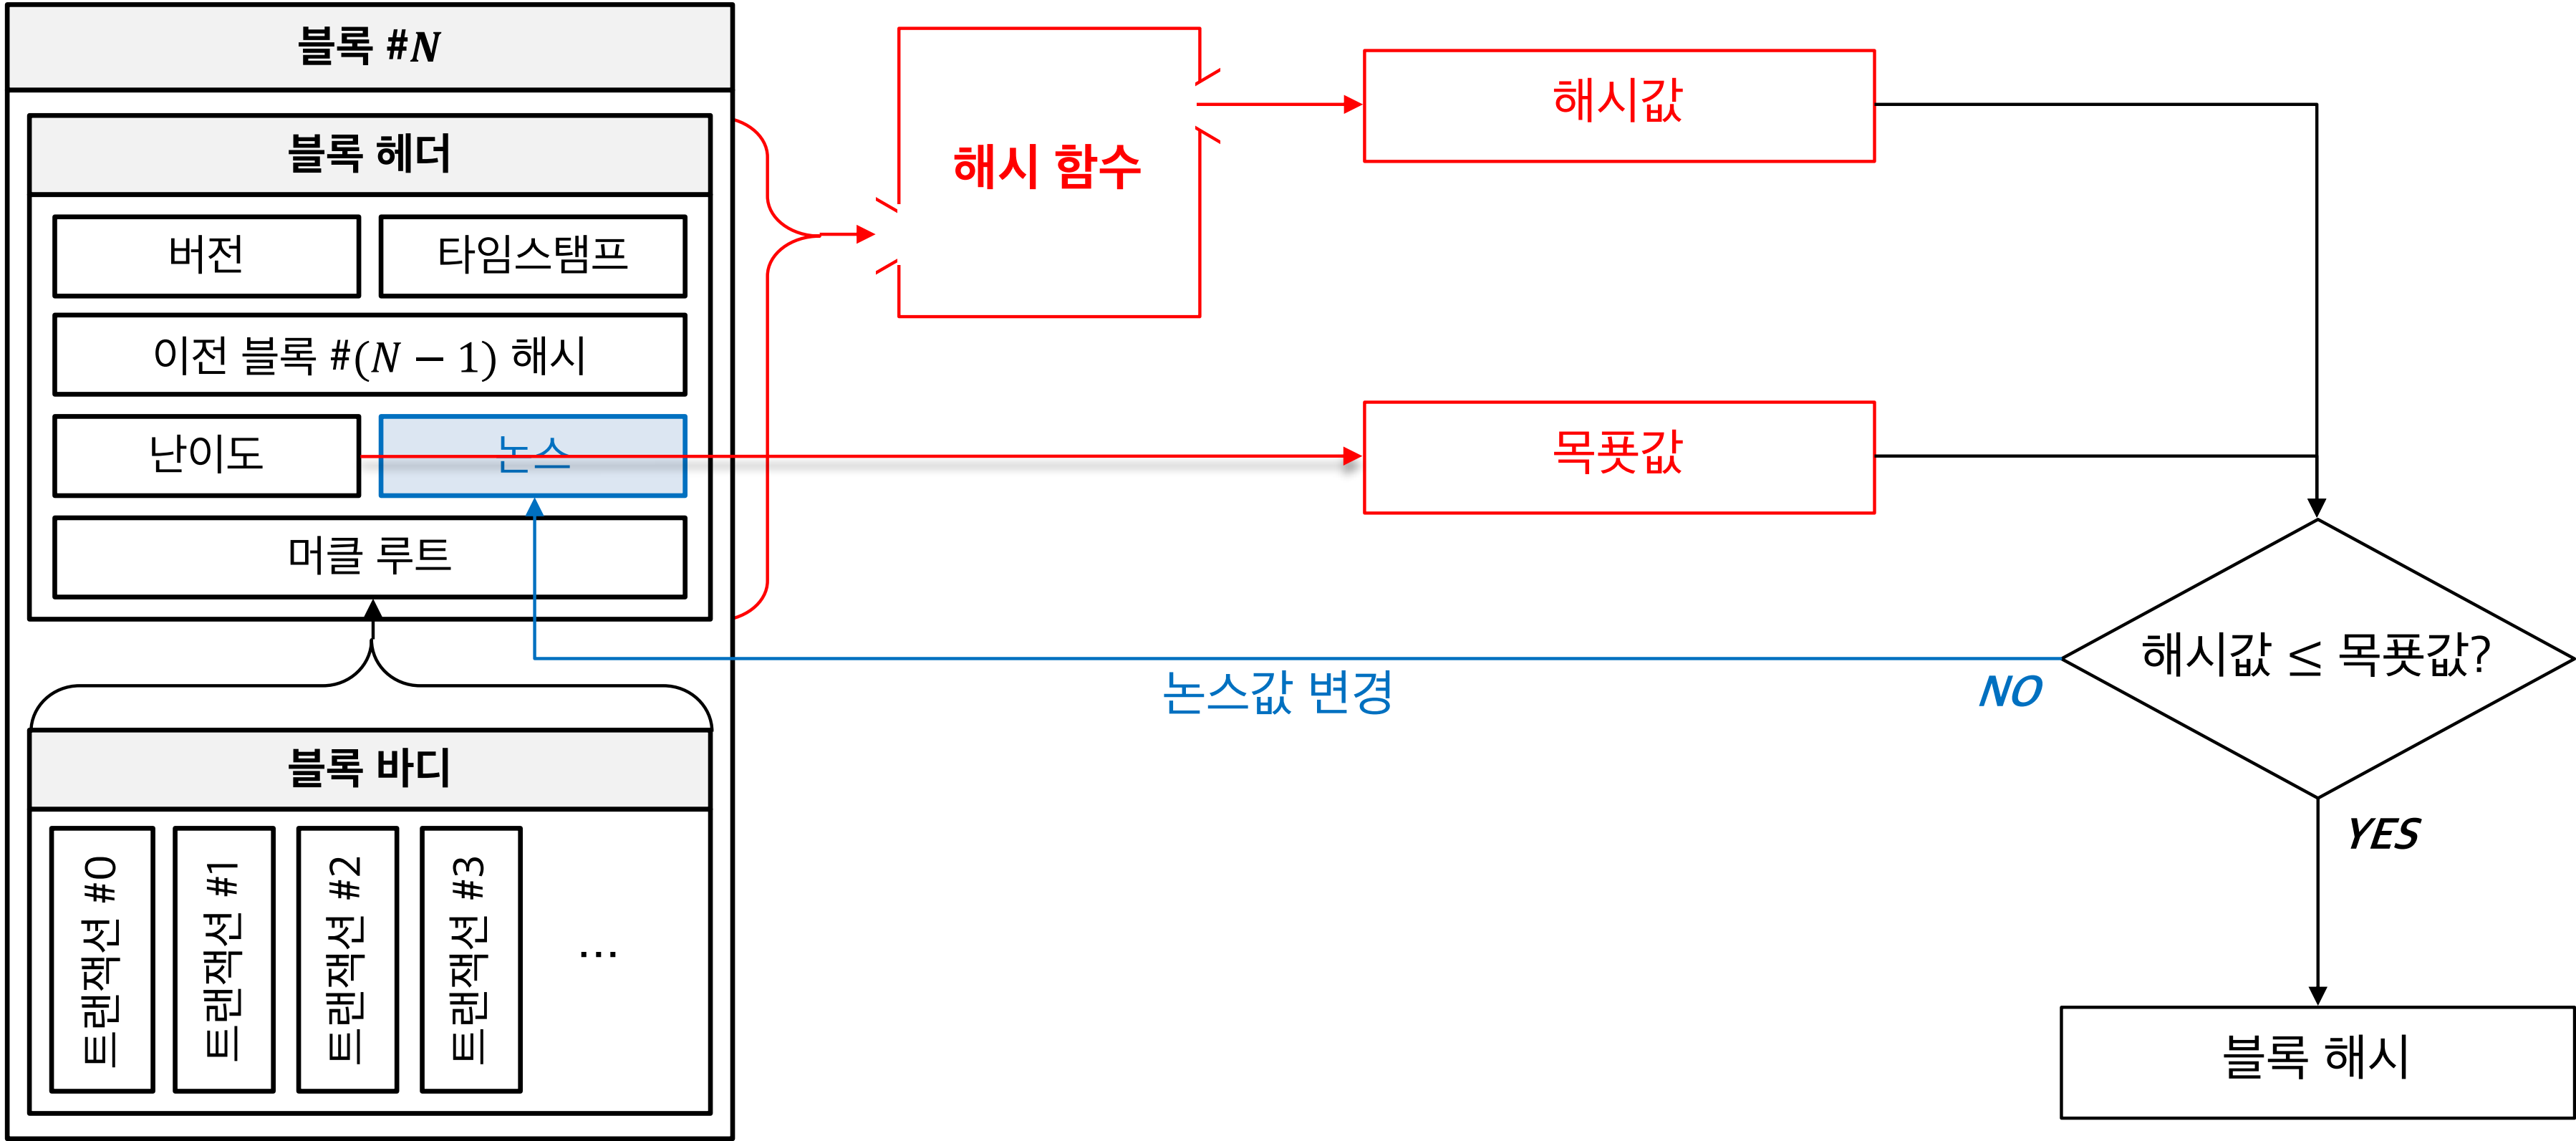 블록 #N
블록 헤더
버전
타임스탬프
이전 블록 #(N − 1) 해시
난이도
논스
머클 루트
블록 바디
트랜잭션 #0
트랜잭션 #1
트랜잭션 #2
트랜잭션 #3
...
해시 함수
해시값
목푯값
해시값 ≤ 목푯값?
NO
논스값 변경
YES
블록 해시